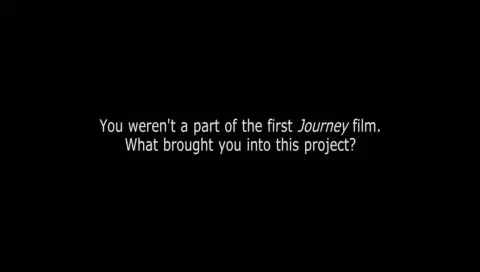 You weren't a part of the first Journey film.
What brought you into this project?